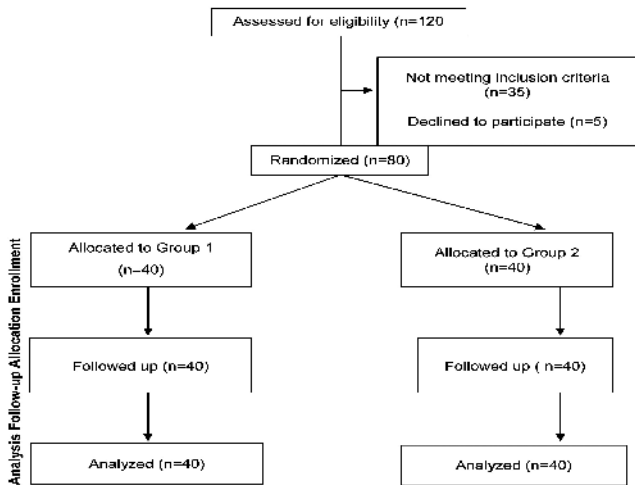 Assessed for eligibility (n=120
Not meeting inclusion criteria
(n=35)
Declined to participate (n=5)
Randomized (n=80)
Allocated to Group 1
(n=40)
Allocated to Group 2
(n=40)
Followed up (n=40)
Followed up ( n=40)
Analyzed (n=40)
Analyzed (n=40)
Analysis Follow-up Allocation Enrollment